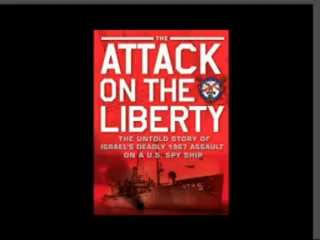 THE
ATTACK
ON THE
LIBERTY
THE UNTOLD STORY OF
ISRAEL'S DEADLY 1967 ASSAULT
ON A U.S. SPY SHIP